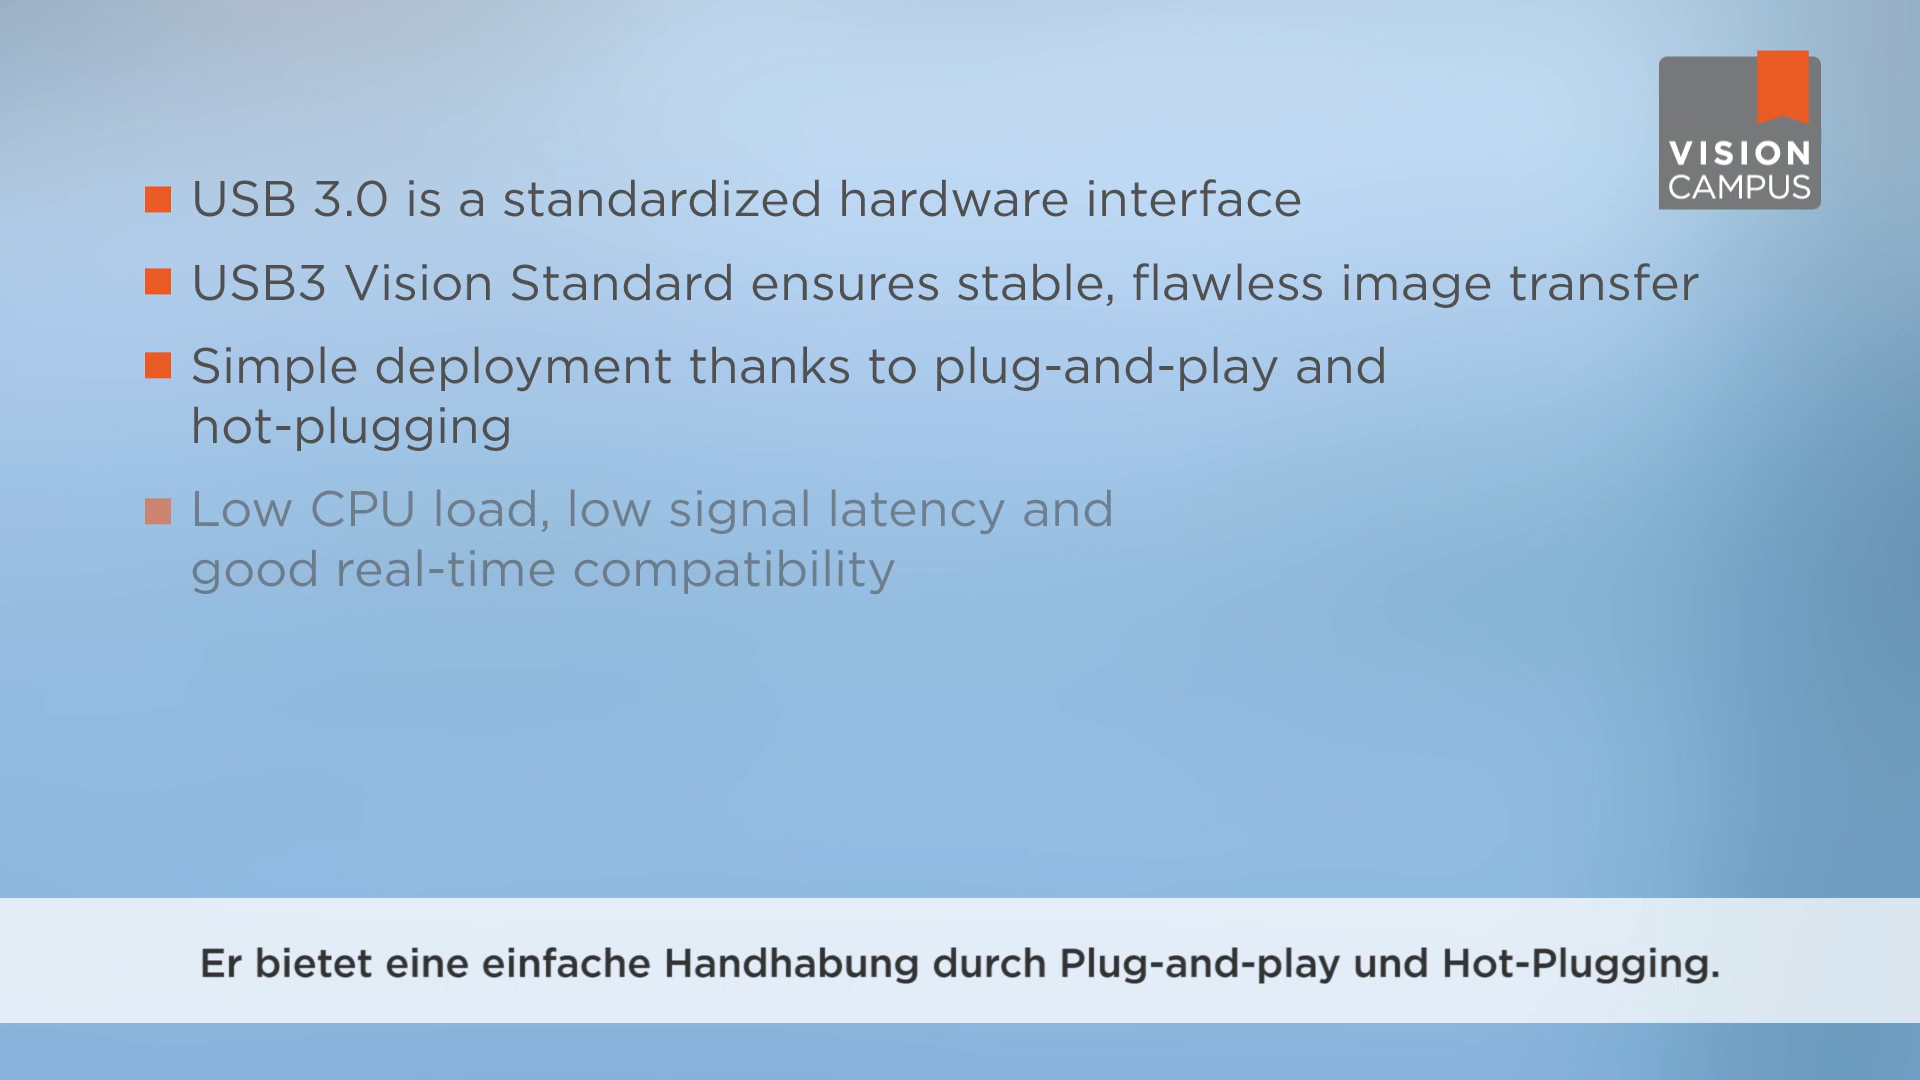 VISION
CAMPUS
USB 3.0 is a standardized hardware interface
USB3 Vision Standard ensures stable, flawless image transfer
Simple deployment thanks to plug-and-play and
hot-plugging
Low CPU load, low signal latency and
good real-time compatibility
Er bietet eine einfache Handhabung durch Plug-and-play und Hot-Plugging.